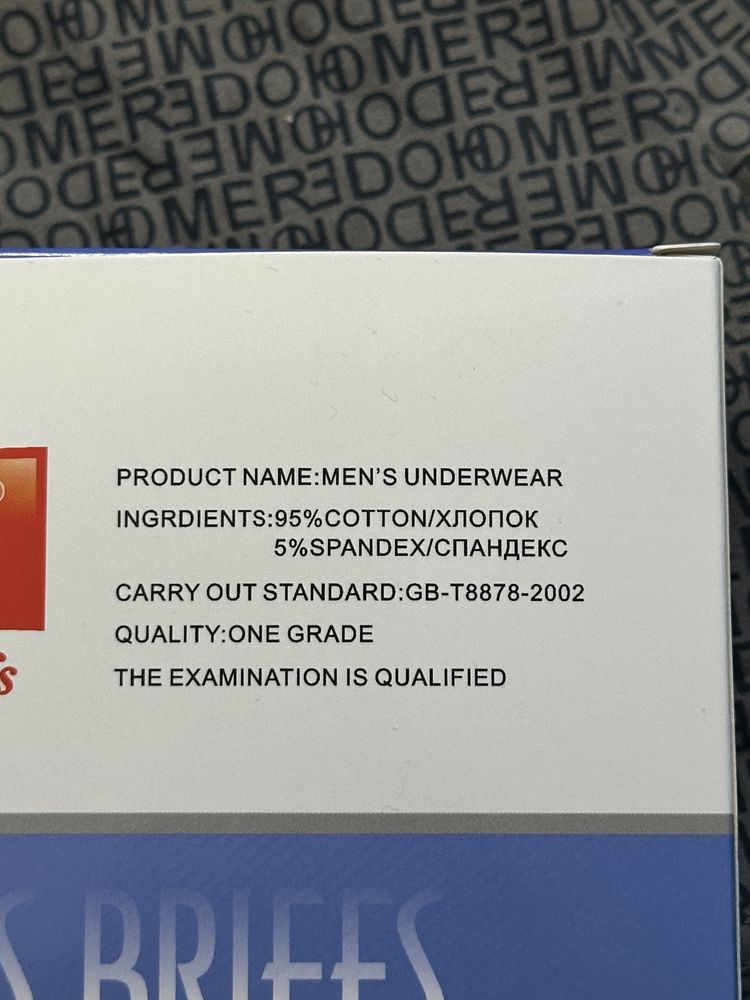 PRODUCT NAME:MEN'S UNDERWEAR
INGRDIENTS:95%COTTON/ХЛОПОК
5%SPANDEX/СПАНДЕКС
CARRY OUT STANDARD:GB-T8878-2002
QUALITY:ONE GRADE
THE EXAMINATION IS QUALIFIED
BRIEFS